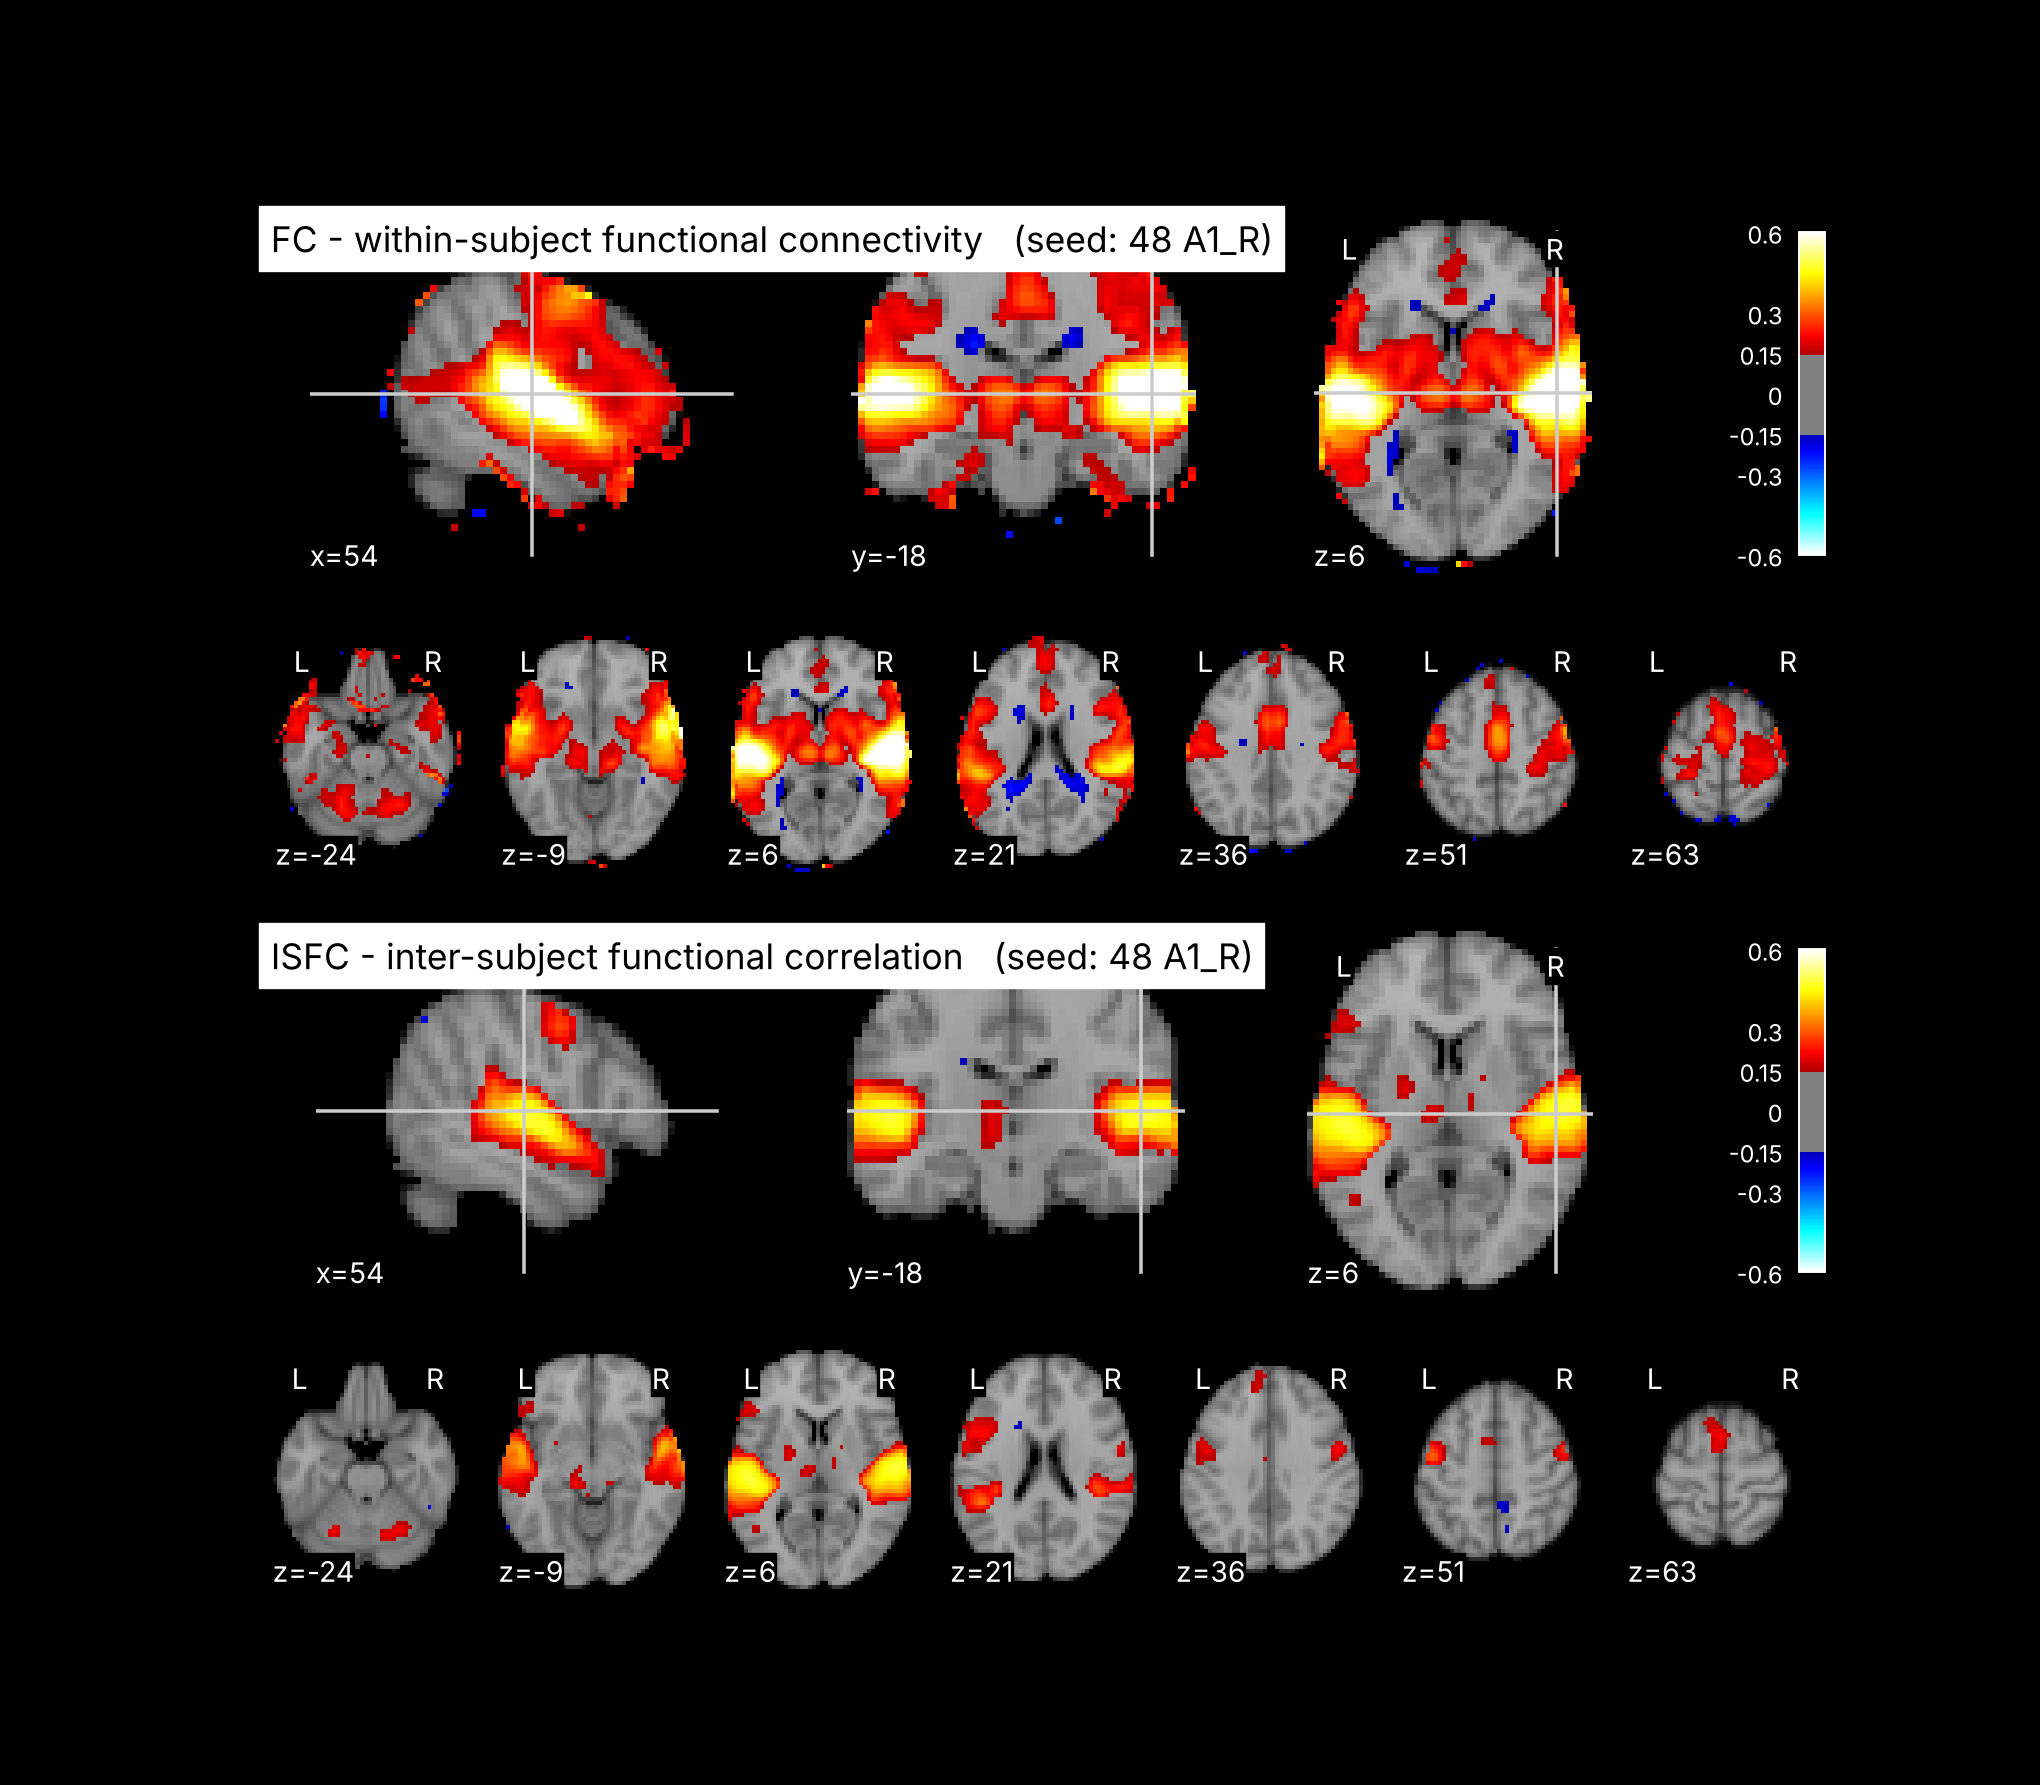 FC - within-subject functional connectivity (seed: 48 A1_R)
L R
0.6
0.3
0.15
0
-0.15
-0.3
-0.6
x=54 y=-18 z=6
L R L R L R L R L R L R L R
z=-24 z=-9 z=6 z=21 z=36 z=51 z=63
ISFC - inter-subject functional correlation (seed: 48 A1_R)
L R
0.6
0.3
0.15
0
-0.15
-0.3
-0.6
x=54 y=-18 z=6
L R L R L R L R L R L R L R
z=-24 z=-9 z=6 z=21 z=36 z=51 z=63